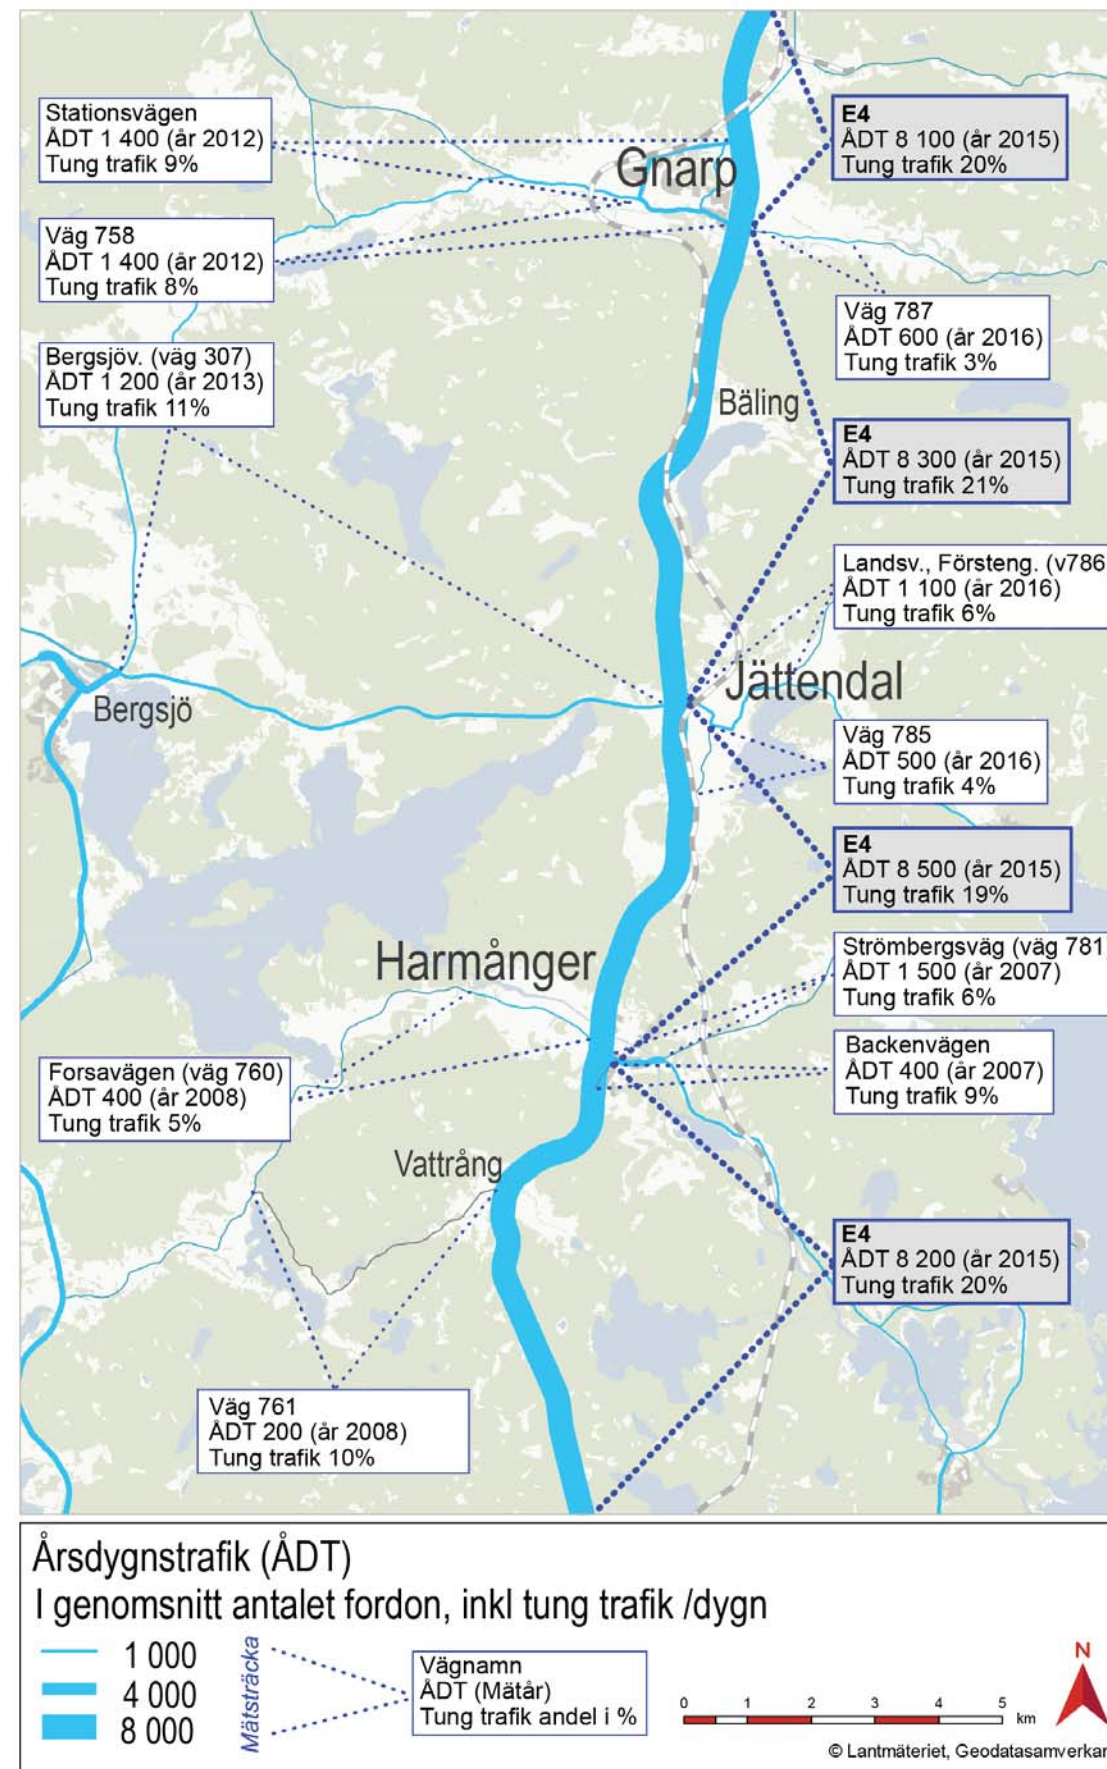 Stationsvägen
ÅDT 1 400 (år 2012)
Tung trafik 9%
E4
ÅDT 8 100 (år 2015)
Tung trafik 20%
Gnarp
Väg 758
ÅDT 1 400 (år 2012)
Tung trafik 8%
Väg 787
ÅDT 600 (år 2016)
Tung trafik 3%
Bergsjöv. (väg 307)
ÅDT 1 200 (år 2013)
Tung trafik 11%
Bäling
E4
ÅDT 8 300 (år 2015)
Tung trafik 21%
Landsv., Försteng. (v786
ÅDT 1 100 (år 2016)
Tung trafik 6%
Jättendal
Bergsjö
Väg 785
ÅDT 500 (år 2016)
Tung trafik 4%
E4
ÅDT 8 500 (år 2015)
Tung trafik 19%
Harmånger
Strömbergsväg (väg 781
ÅDT 1 500 (år 2007)
Tung trafik 6%
Backenvägen
ÅDT 400 (år 2007)
Tung trafik 9%
Forsavägen (väg 760)
ÅDT 400 (år 2008)
Tung trafik 5%
Vattrång
E4
ÅDT 8 200 (år 2015)
Tung trafik 20%
Väg 761
ÅDT 200 (år 2008)
Tung trafik 10%
Årsdygnstrafik (ÅDT)
I genomsnitt antalet fordon, inkl tung trafik /dygn
1 000
4 000
8 000
Mätsträcka
Vägnamn
ÅDT (Mätår)
Tung trafik andel i %
0 1 2 3 4 5 km
N
© Lantmäteriet, Geodatasamverkan